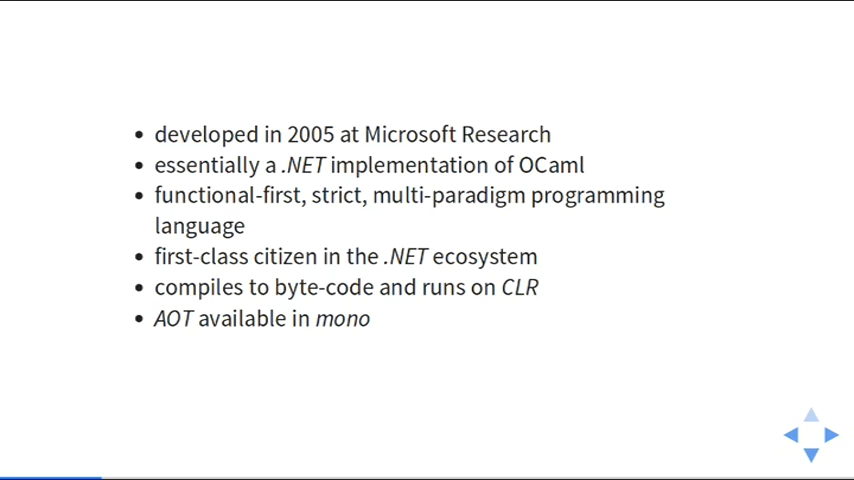 • developed in 2005 at Microsoft Research
• essentially a .NET implementation of OCaml
• functional-first, strict, multi-paradigm programming
language
• first-class citizen in the .NET ecosystem
• compiles to byte-code and runs on CLR
• AOT available in mono